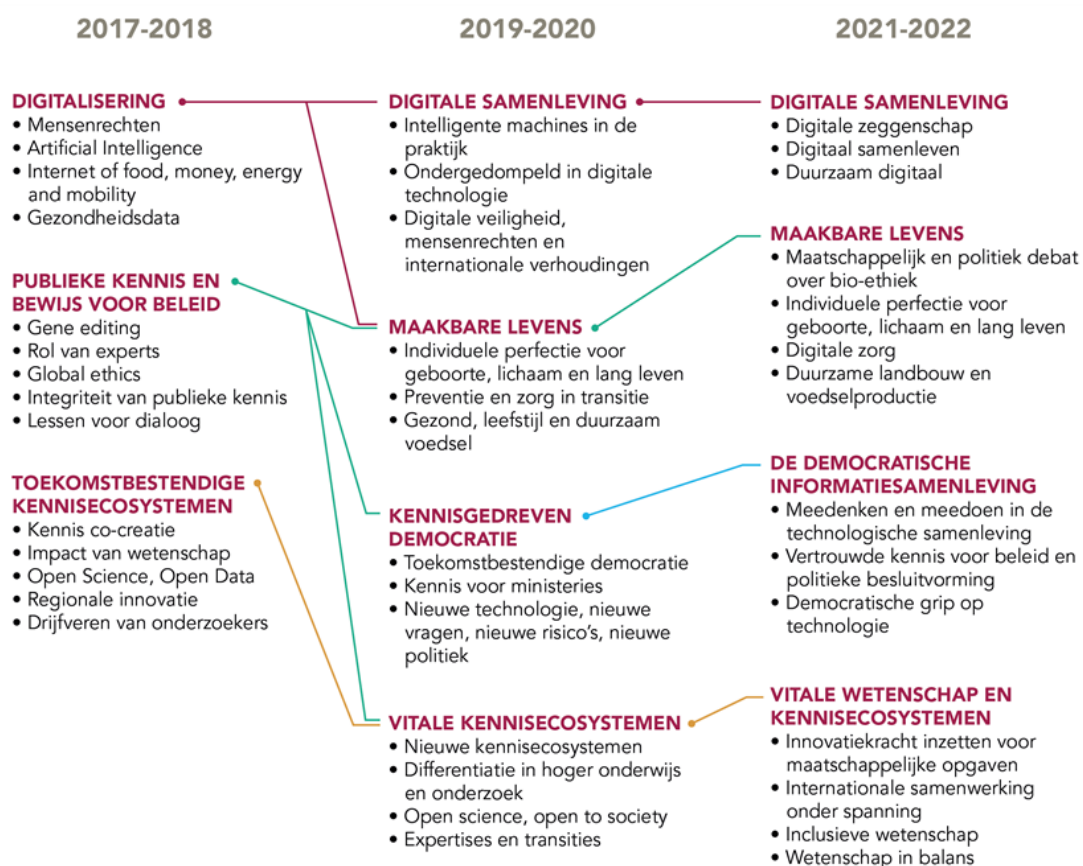 2017-2018
DIGITALISERING
• Mensenrechten
• Artificial Intelligence
• Internet of food, money, energy
and mobility
• Gezondheidsdata
PUBLIEKE KENNIS EN
BEWIJS VOOR BELEID
• Gene editing
• Rol van experts
• Global ethics
• Integriteit van publieke kennis
• Lessen voor dialoog
TOEKOMSTBESTENDIGE
KENNISECOSYSTEMEN
• Kennis co-creatie
• Impact van wetenschap
• Open Science, Open Data
• Regionale innovatie
• Drijfveren van onderzoekers
2019-2020
DIGITALE SAMENLEVING
• Intelligente machines in de
praktijk
• Ondergedompeld in digitale
technologie
• Digitale veiligheid,
mensenrechten en
internationale verhoudingen
MAAKBARE LEVENS
• Individuele perfectie voor
geboorte, lichaam en lang leven
• Preventie en zorg in transitie
• Gezond, leefstijl en duurzaam
voedsel
KENNISGEDREVEN
DEMOCRATIE
• Toekomstbestendige democratie
• Kennis voor ministeries
• Nieuwe technologie, nieuwe
vragen, nieuwe risico's, nieuwe
politiek
VITALE KENNISECOSYSTEMEN
• Nieuwe kennisecosystemen
• Differentiatie in hoger onderwijs
en onderzoek
• Open science, open to society
• Expertises en transities
2021-2022
DIGITALE SAMENLEVING
• Digitale zeggenschap
• Digitaal samenleven
• Duurzaam digitaal
MAAKBARE LEVENS
• Maatschappelijk en politiek debat
over bio-ethiek
• Individuele perfectie voor
geboorte, lichaam en lang leven
• Digitale zorg
• Duurzame landbouw en
voedselproductie
DE DEMOCRATISCHE
INFORMATIESAMENLEVING
• Meedenken en meedoen in de
technologische samenleving
• Vertrouwde kennis voor beleid en
politieke besluitvorming
• Democratische grip op
technologie
VITALE WETENSCHAP EN
KENNISECOSYSTEMEN
• Innovatiekracht inzetten voor
maatschappelijke opgaven
• Internationale samenwerking
onder spanning
• Inclusieve wetenschap
• Wetenschap in balans